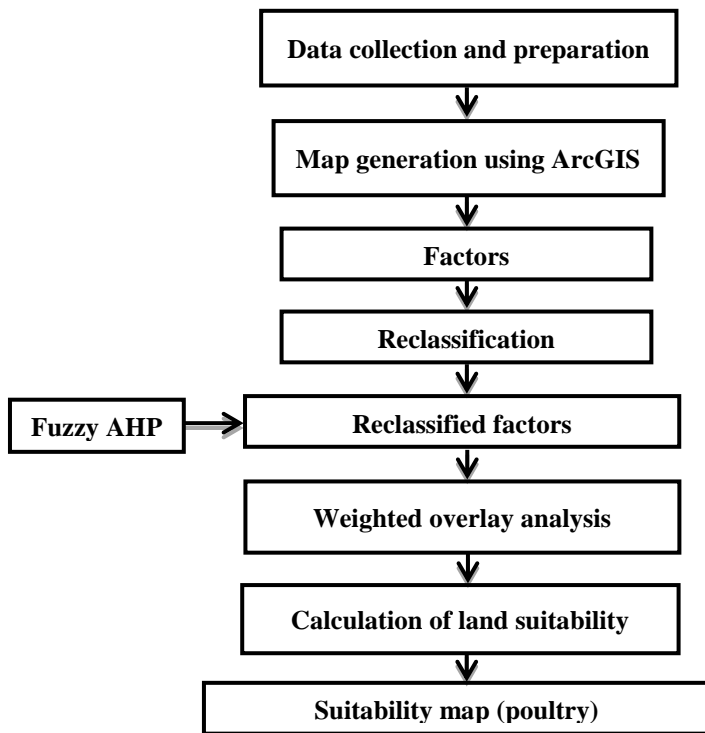 Data collection and preparation
Map generation using ArcGIS
Factors
Reclassification
Fuzzy AHP
Reclassified factors
Weighted overlay analysis
Calculation of land suitability
Suitability map (poultry)